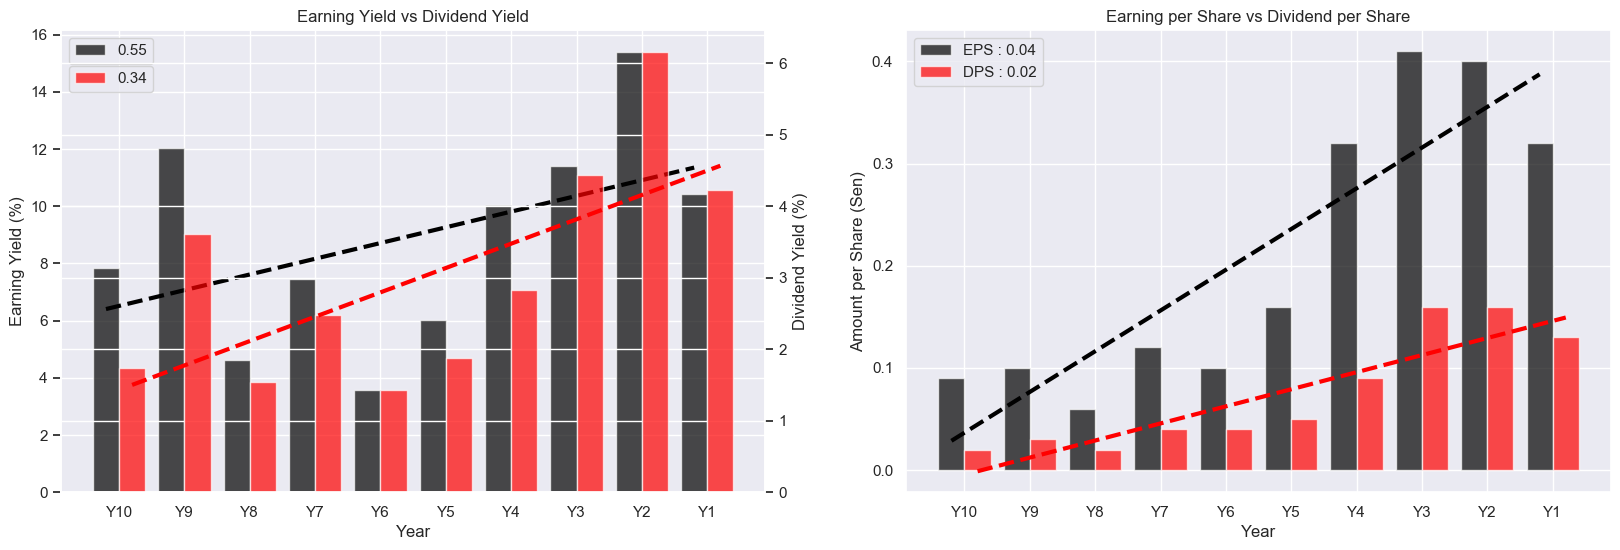 Earning Yield vs Dividend Yield
16
14
12
10
8
6
4
2
0
Earning Yield (%)
0.55
0.34
6
5
4
3
2
1
0
Dividend Yield (%)
Y10 Y9 Y8 Y7 Y6 Y5 Y4 Y3 Y2 Y1
Year
Earning per Share vs Dividend per Share
0.4
0.3
0.2
0.1
0.0
Amount per Share (Sen)
EPS : 0.04
DPS : 0.02
Y10 Y9 Y8 Y7 Y6 Y5 Y4 Y3 Y2 Y1
Year